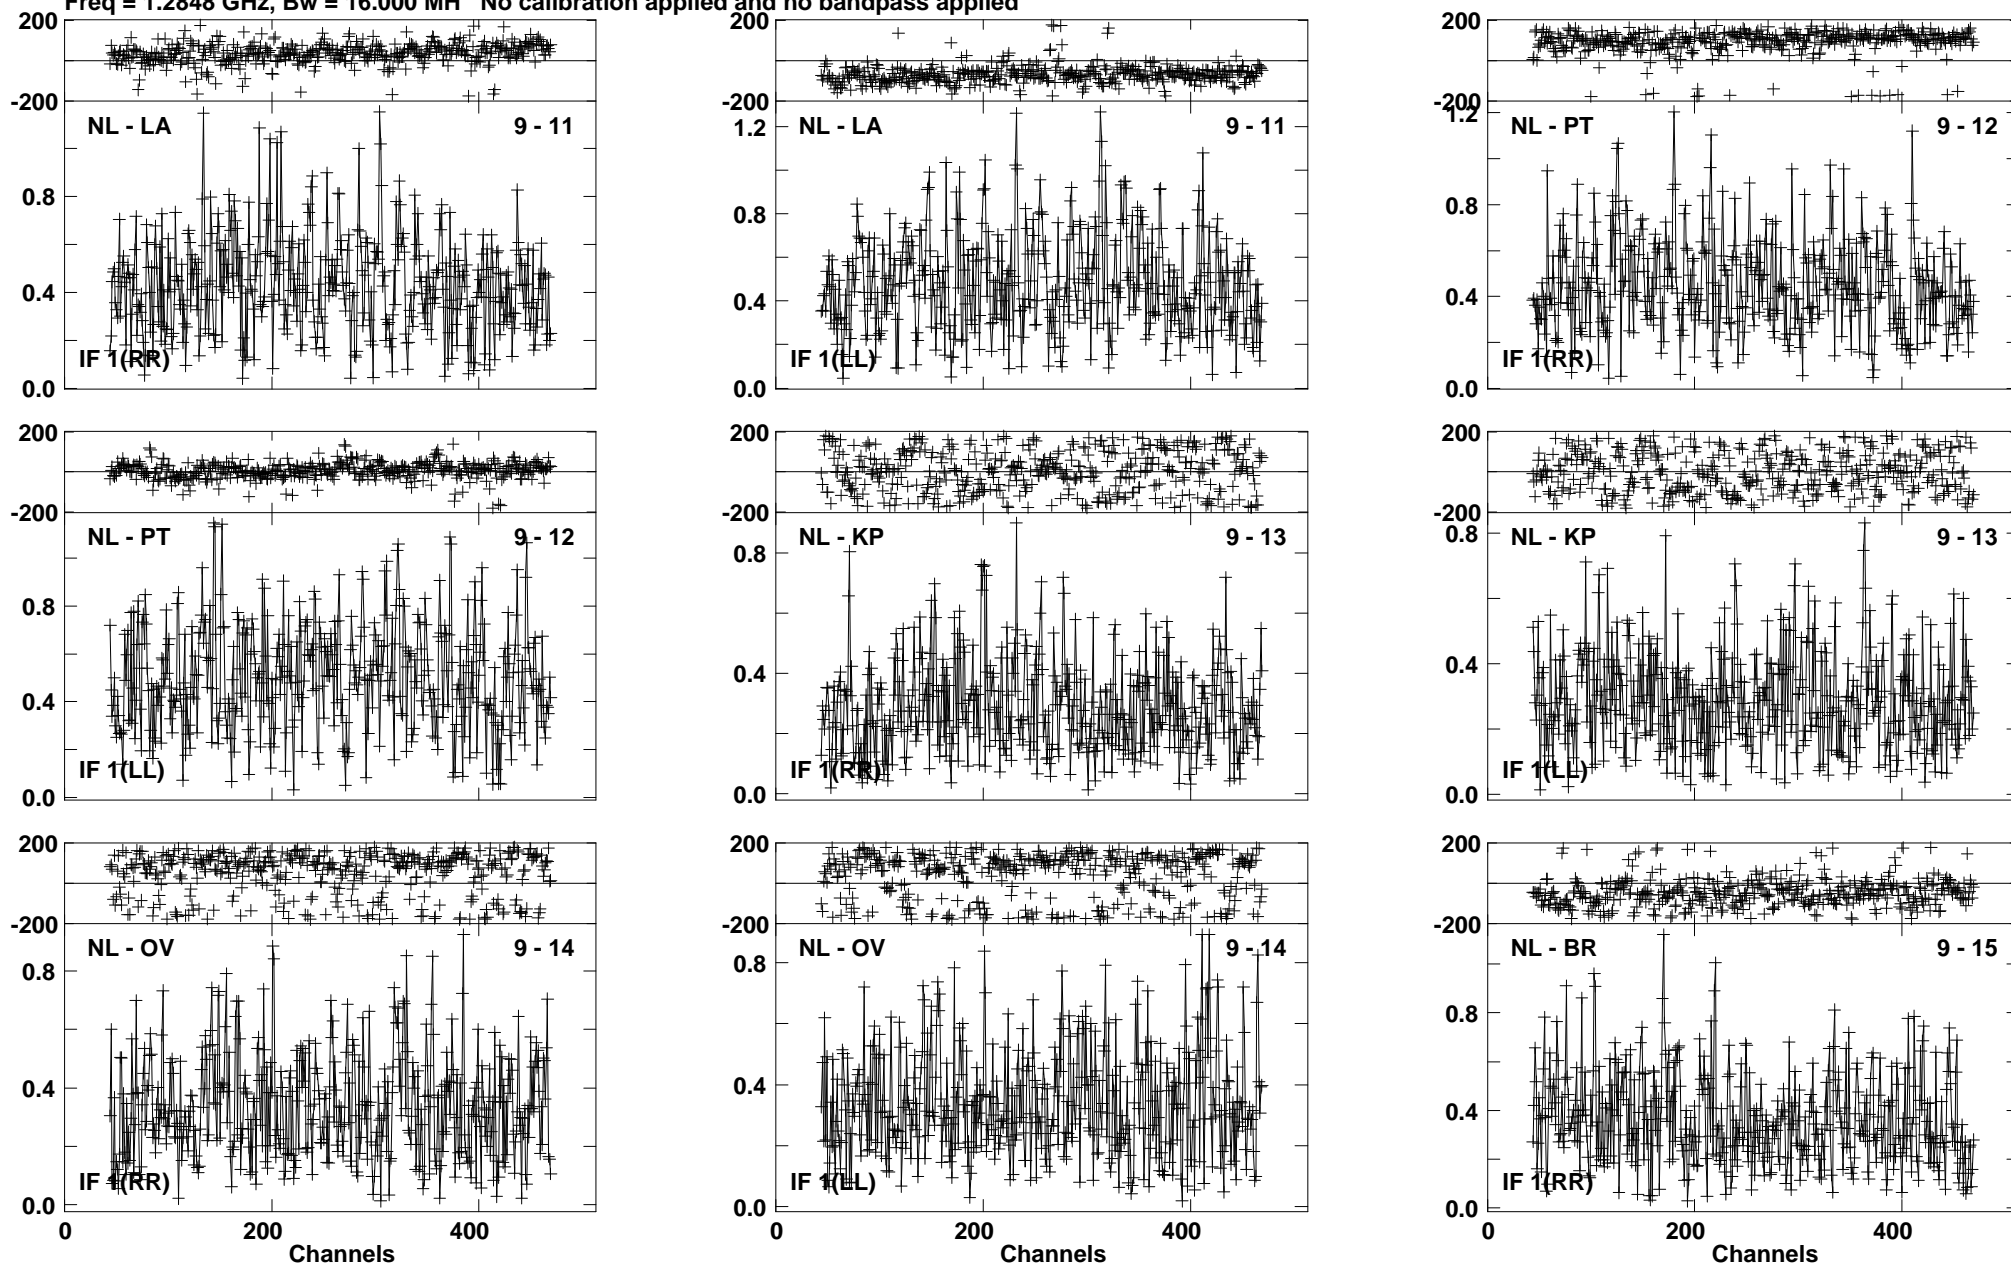 Freq = 1.2848 GHz, Bw = 16.000 MH No calibration applied and no bandpass applied
200 200 200
-200 -200 -200
NL - LA 9 - 11 NL - LA 9 - 11 NL - PT 9 - 12
1.2 1.2
0.8 0.8 0.8
0.4 0.4 0.4
IF 1(RR) IF 1(LL) IF 1(RR)
0.0 0.0 0.0
200 200 200
-200 -200 -200
NL - PT 9 - 12 NL - KP 9 - 13 NL - KP 9 - 13
0.8 0.8 0.8
0.4 0.4 0.4
IF 1(LL) IF 1(RR) IF 1(LL)
0.0 0.0 0.0
200 200 200
-200 -200 -200
NL - OV 9 - 14 NL - OV 9 - 14 NL - BR 9 - 15
0.8 0.8 0.8
0.4 0.4 0.4
IF 1(RR) IF 1(LL) IF 1(RR)
0.0 0.0 0.0
0 200 400 0 200 400 0 200 400
Channels Channels Channels